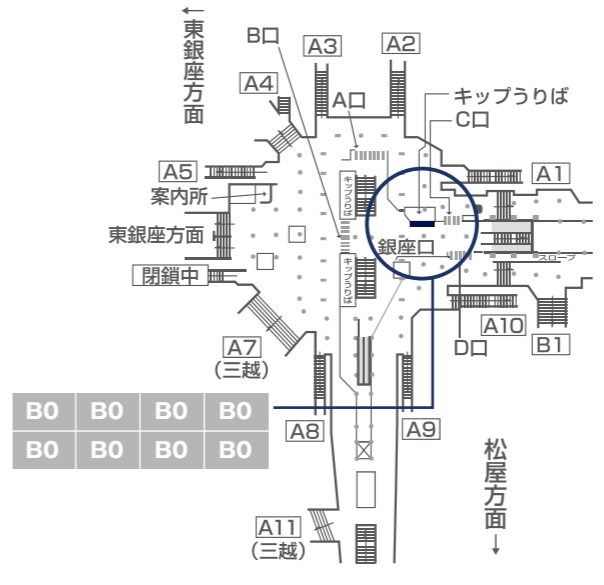 ←
東銀座方面
B口
A3
A2
A4
A口
キップうりば
C口
A5
案内所
キップうりば
A1
東銀座方面
銀座口
スロープ
閉鎖中
キップうりば
A7
(三越)
A10
B1
D口
B0 B0 B0 B0
B0 B0 B0 B0
A8
A9
松屋方面
→
A11
(三越)